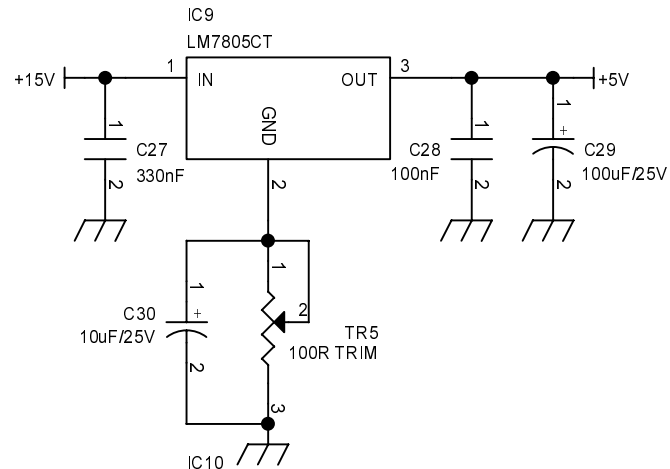 IC9
LM7805CT
+15V
1
IN
OUT
3
+5V
GND
1
C27
330nF
2
2
1
C28
100nF
2
1
+
C29
100uF/25V
2
1
+
C30
10uF/25V
2
1
2
TR5
100R TRIM
3
IC10